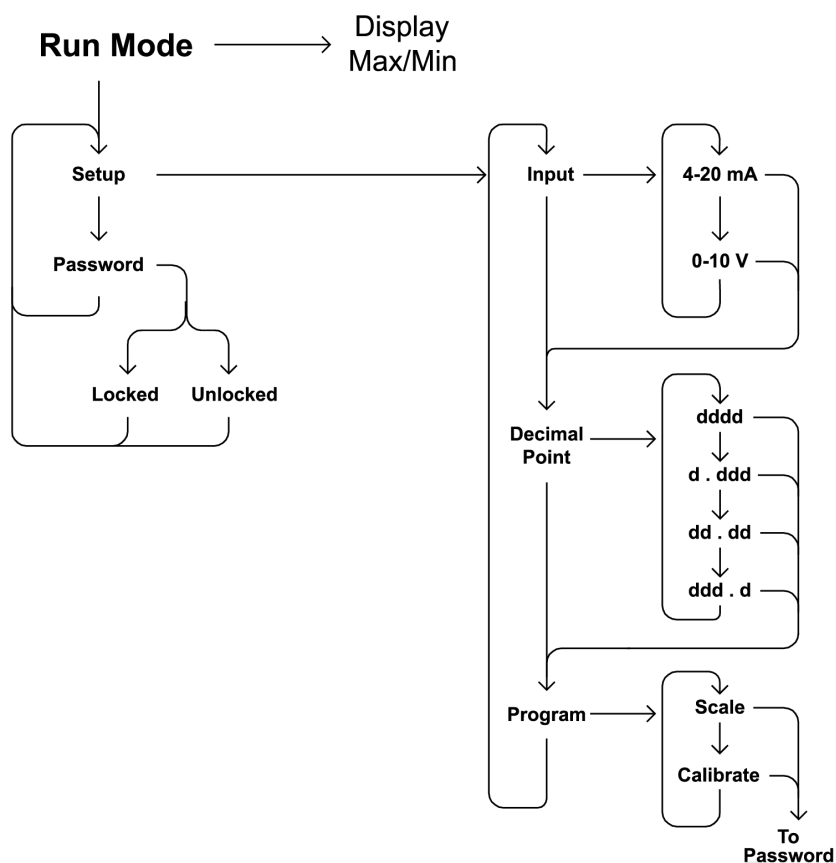 Run Mode
Display
Max/Min
Setup
Input
4-20 mA
Password
0-10 V
Locked
Unlocked
Decimal
Point
dddd
d . ddd
dd . dd
ddd . d
Program
Scale
Calibrate
To
Password